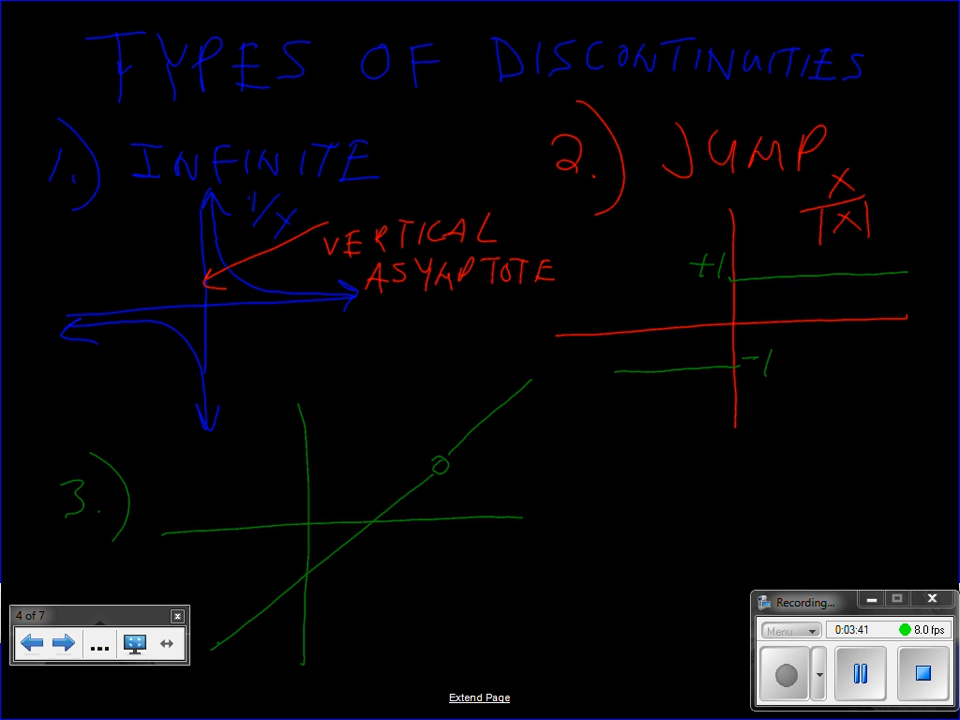 TYPES OF DISCONTINUITIES
1.) INFINITE
1/x
VERTICAL
ASYMPTOTE
2.) JUMP
x
|x|
+1
-1
3.)
4 of 7
Recording...
Menu
0:03:41
8.0 fps
Extend Page